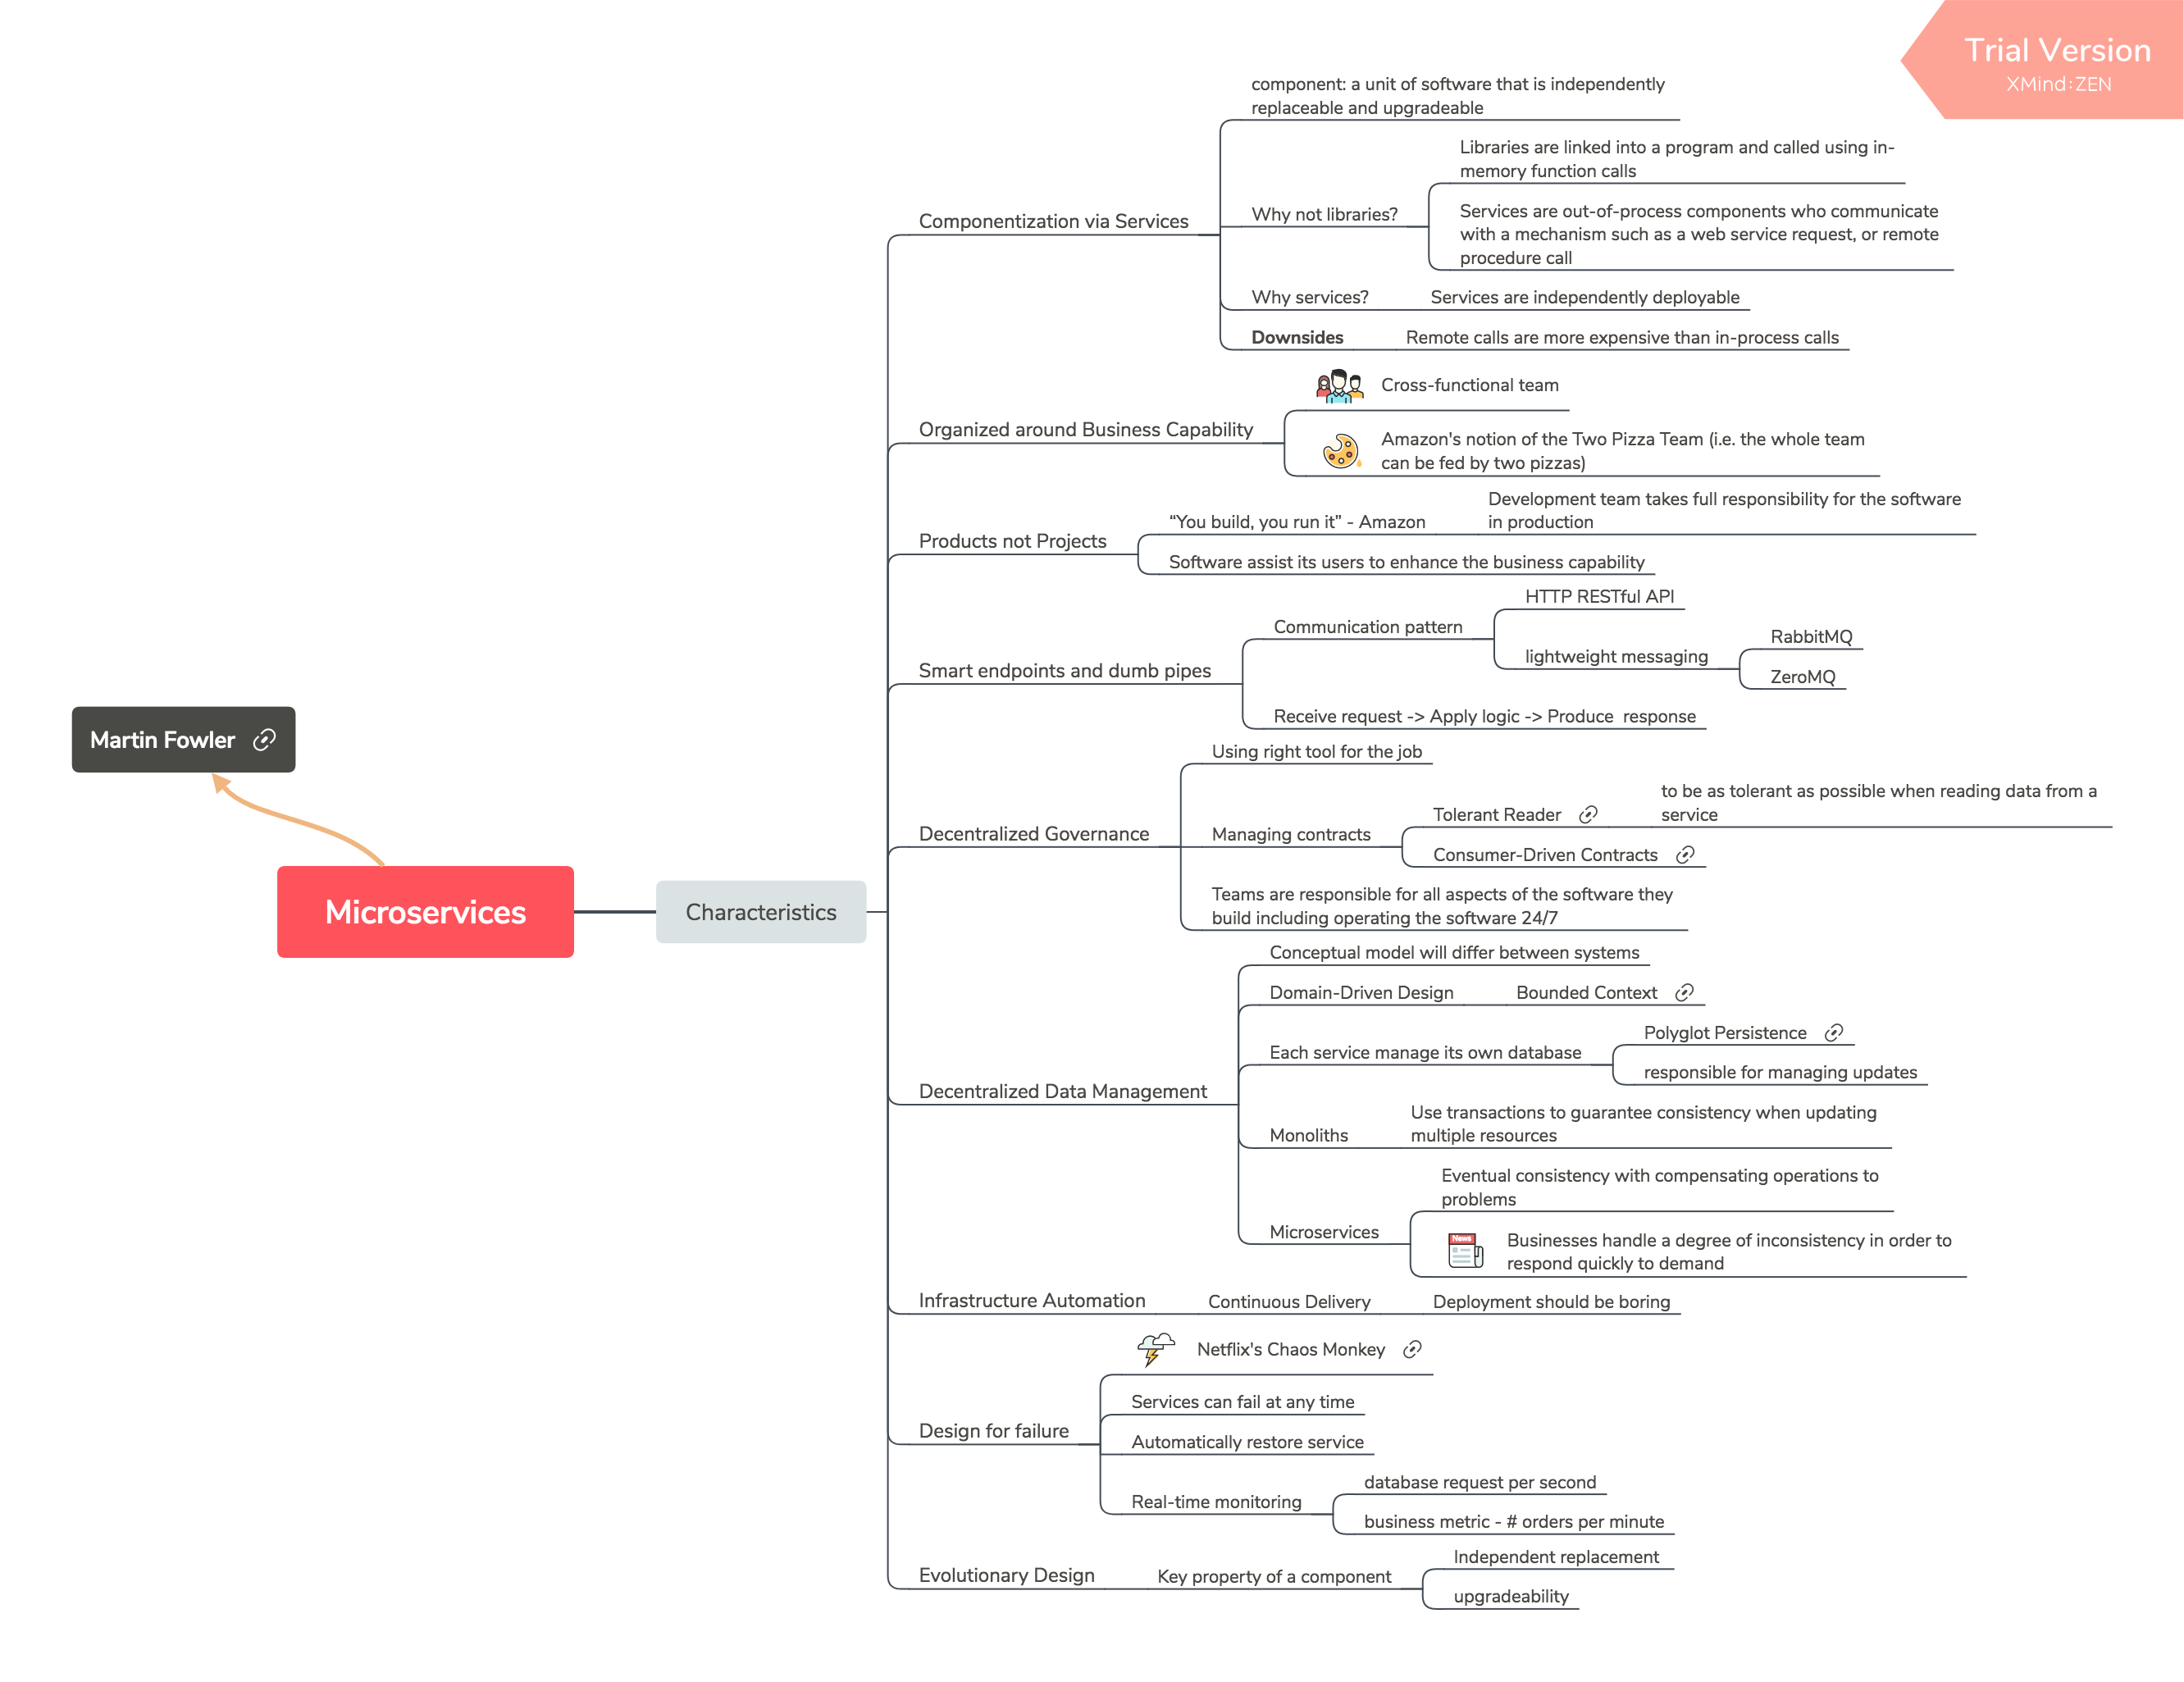 Trial Version
XMind:ZEN
component: a unit of software that is independently
replaceable and upgradeable
Libraries are linked into a program and called using in-
memory function calls
Componentization via Services
Why not libraries?
Services are out-of-process components who communicate
with a mechanism such as a web service request, or remote
procedure call
Why services?
Services are independently deployable
Downsides
Remote calls are more expensive than in-process calls
Cross-functional team
Organized around Business Capability
Amazon's notion of the Two Pizza Team (i.e. the whole team
can be fed by two pizzas)
Development team takes full responsibility for the software
in production
“You build, you run it” - Amazon
Products not Projects
Software assist its users to enhance the business capability
HTTP RESTful API
Communication pattern
RabbitMQ
lightweight messaging
Smart endpoints and dumb pipes
ZeroMQ
Receive request -> Apply logic -> Produce  response
Martin Fowler
Using right tool for the job
to be as tolerant as possible when reading data from a
service
Tolerant Reader
Decentralized Governance
Managing contracts
Consumer-Driven Contracts
Teams are responsible for all aspects of the software they
build including operating the software 24/7
Microservices
Characteristics
Conceptual model will differ between systems
Domain-Driven Design
Bounded Context
Polyglot Persistence
Each service manage its own database
responsible for managing updates
Decentralized Data Management
Use transactions to guarantee consistency when updating
multiple resources
Monoliths
Eventual consistency with compensating operations to
problems
Microservices
News
Businesses handle a degree of inconsistency in order to
respond quickly to demand
Infrastructure Automation
Continuous Delivery
Deployment should be boring
Netflix's Chaos Monkey
Services can fail at any time
Design for failure
Automatically restore service
database request per second
Real-time monitoring
business metric - # orders per minute
Independent replacement
Evolutionary Design
Key property of a component
upgradeability